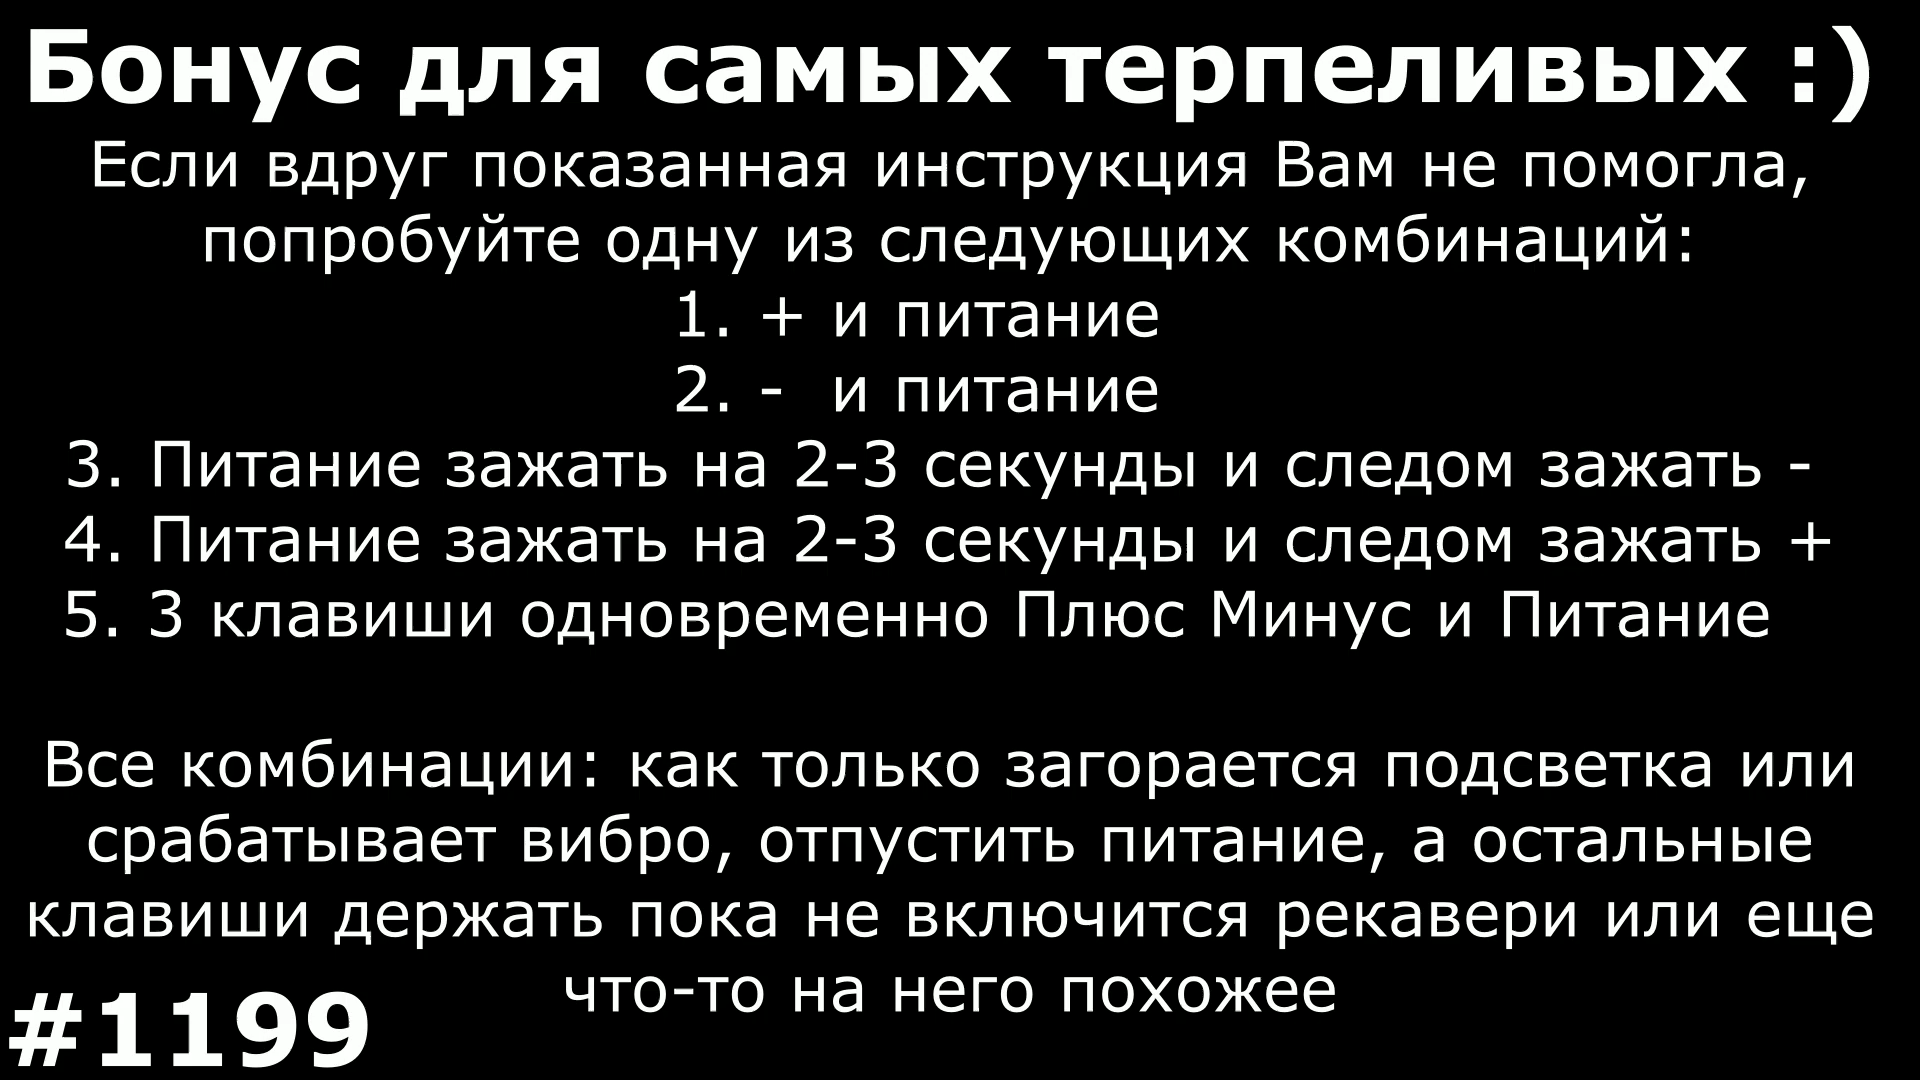 Бонус для самых терпеливых :)
Если вдруг показанная инструкция Вам не помогла,
попробуйте одну из следующих комбинаций:
1. + и питание
2. - и питание
3. Питание зажать на 2-3 секунды и следом зажать -
4. Питание зажать на 2-3 секунды и следом зажать +
5. 3 клавиши одновременно Плюс Минус и Питание
Все комбинации: как только загорается подсветка или
срабатывает вибро, отпустить питание, а остальные
клавиши держать пока не включится рекавери или еще
что-то на него похожее
#1199